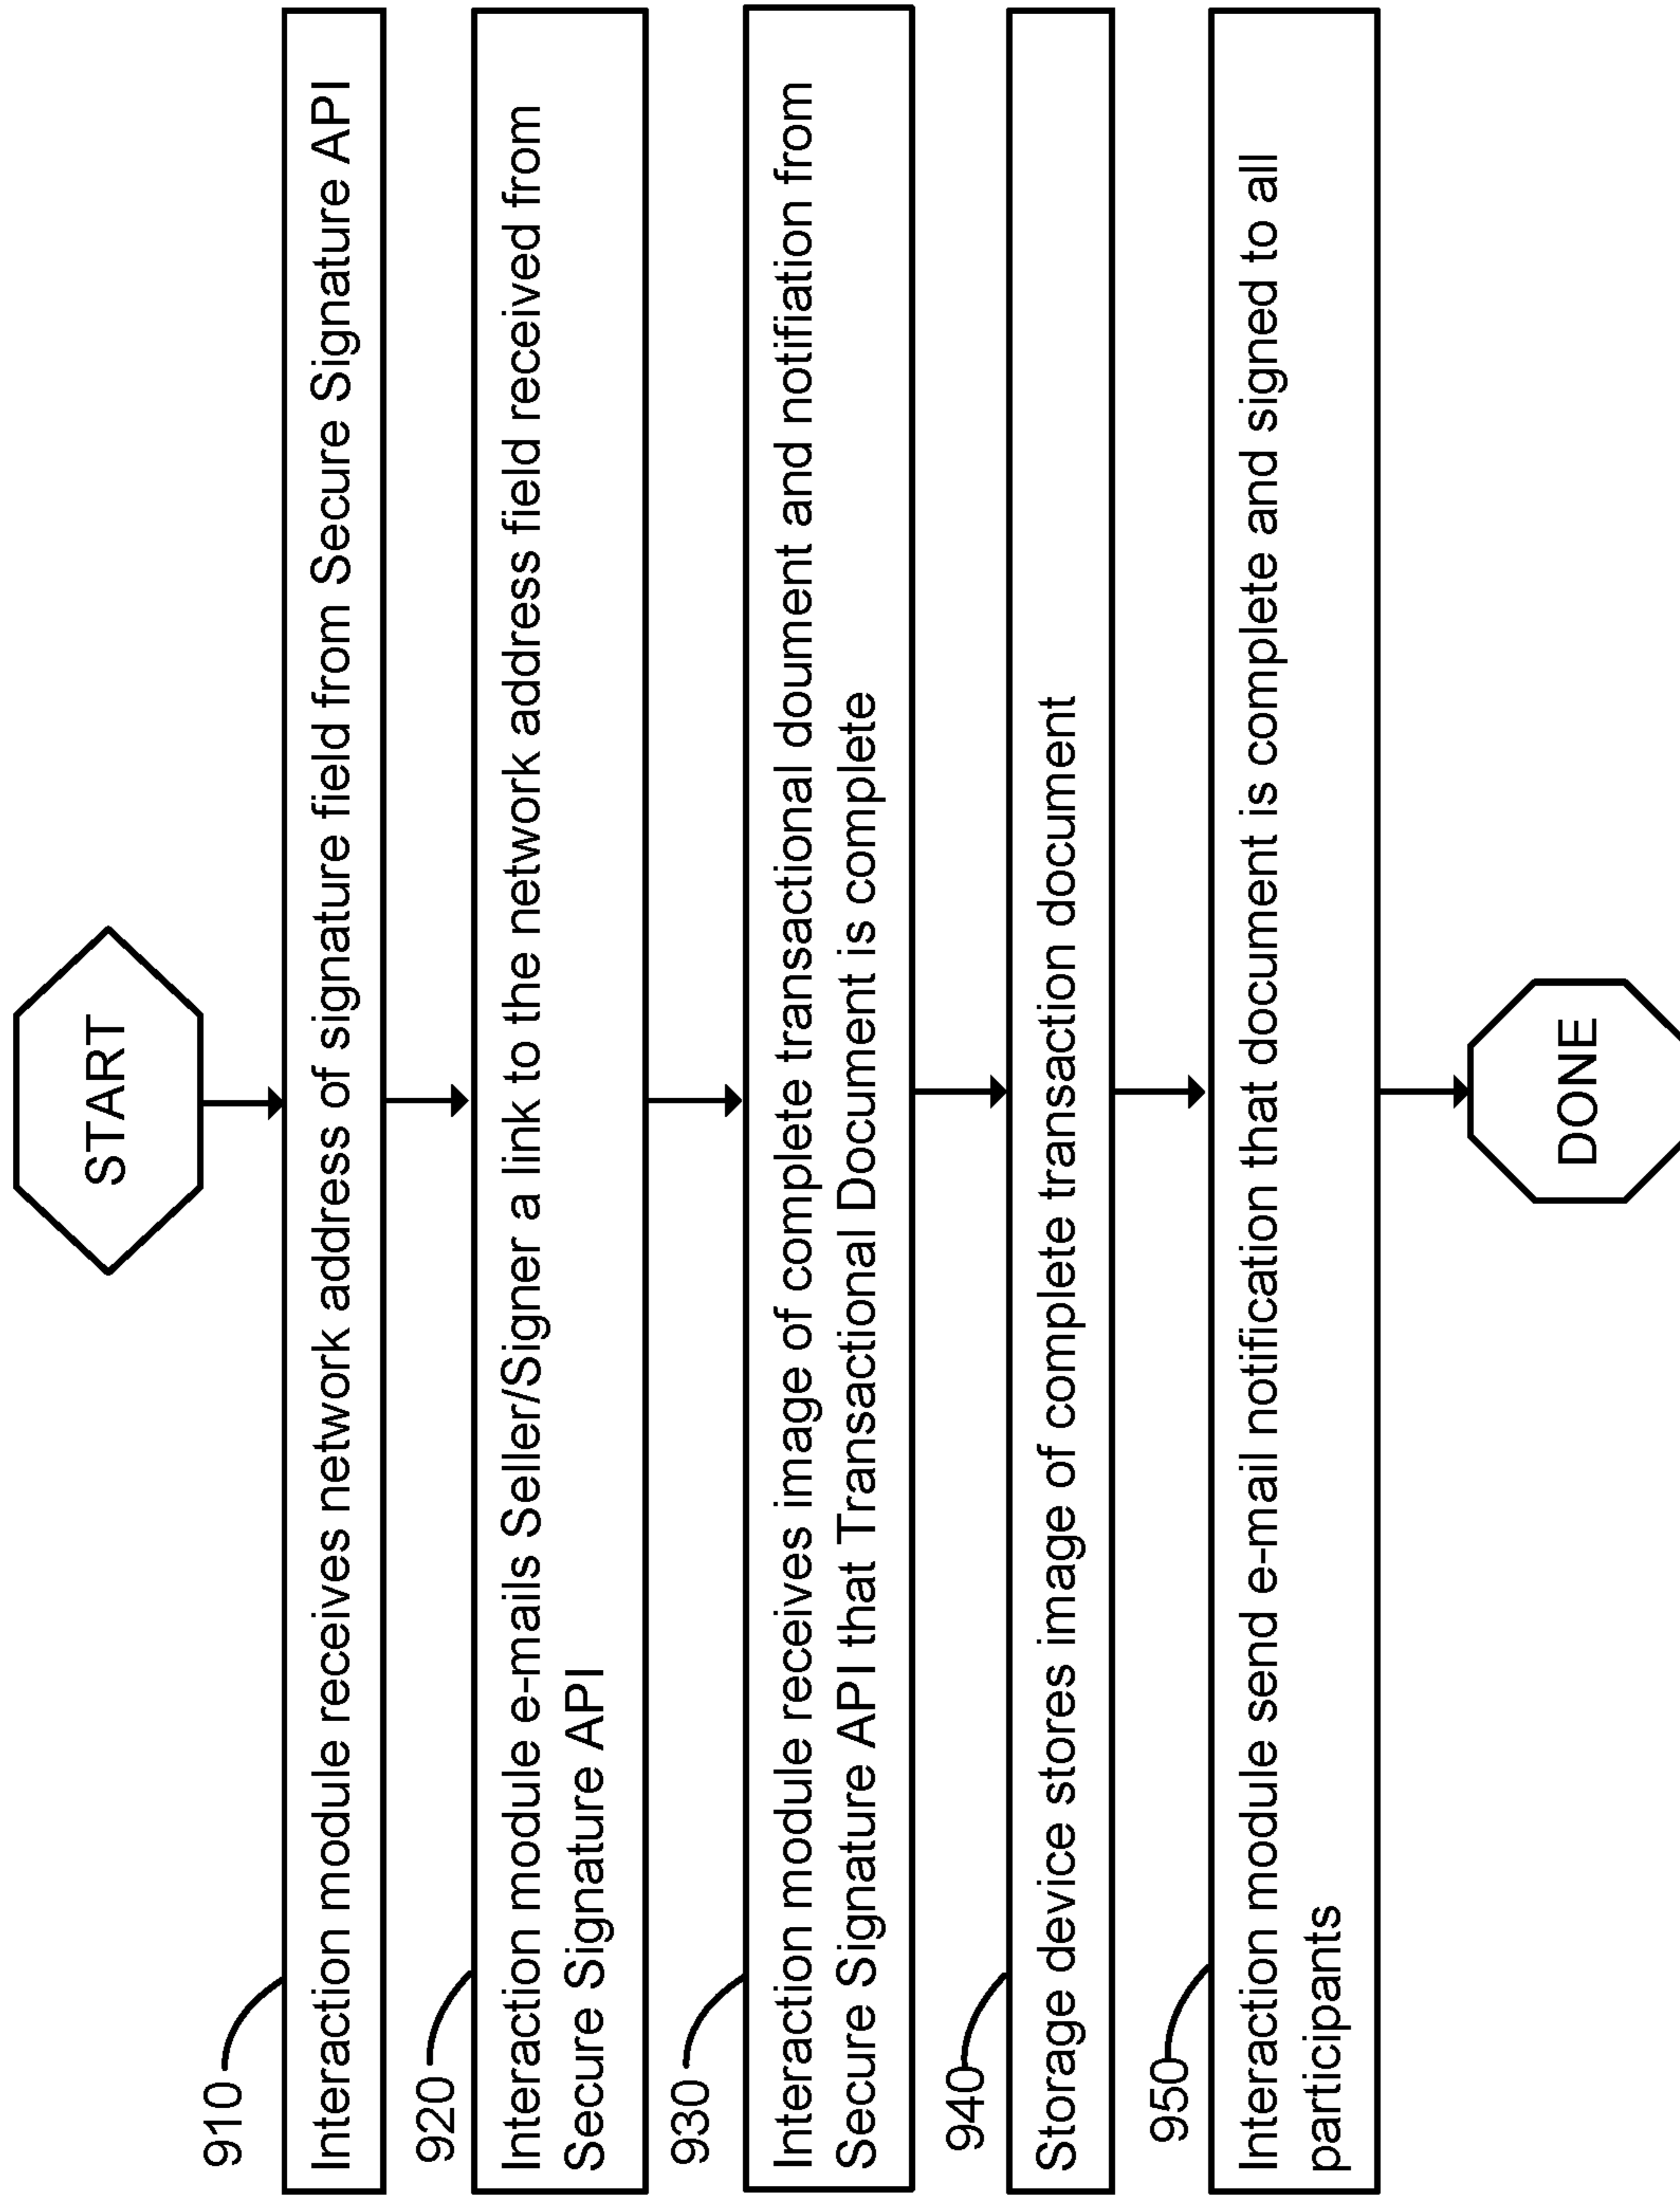 START
910
Interaction module receives network address of signature field from Secure Signature API
920
Interaction module e-mails Seller/Signer a link to the network address field received from
Secure Signature API
930
Interaction module receives image of complete transactional doument and notifiation from
Secure Signature API that Transactional Document is complete
940
Storage device stores image of complete transaction document
950
Interaction module send e-mail notification that document is complete and signed to all
participants
DONE